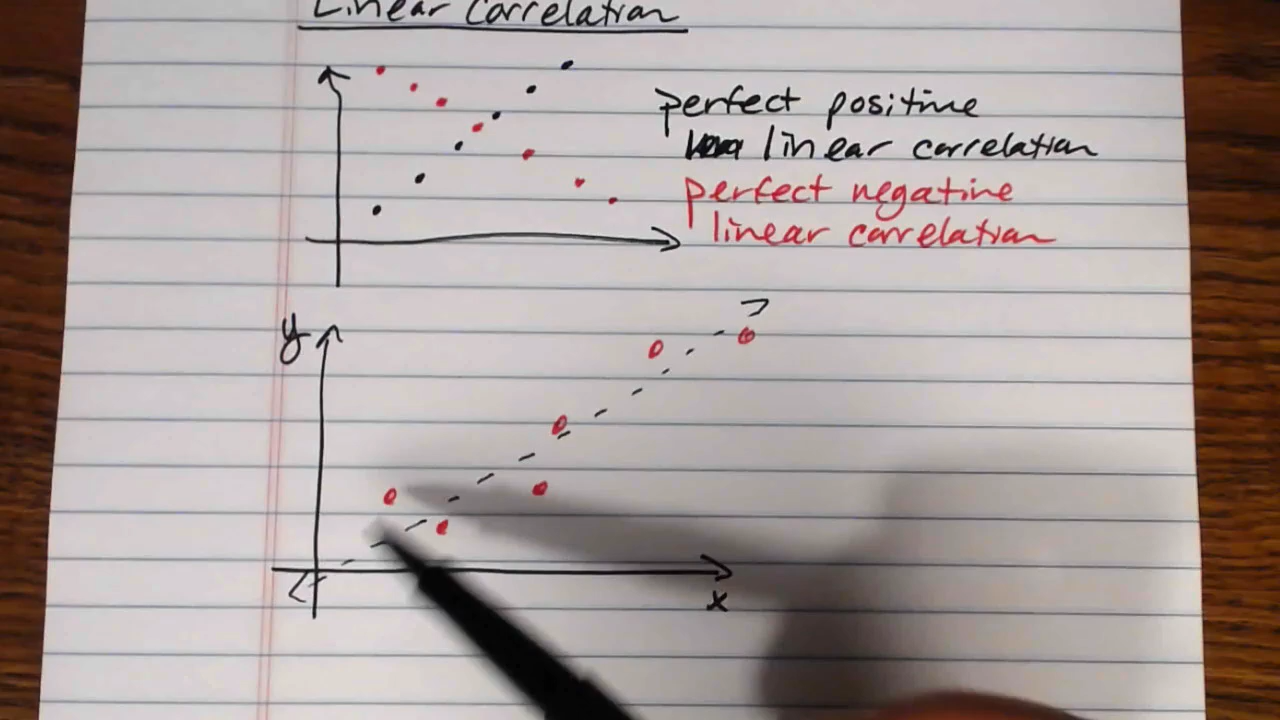 Linear Correlation
perfect positive
linear correlation
perfect negative
linear correlation
y
x